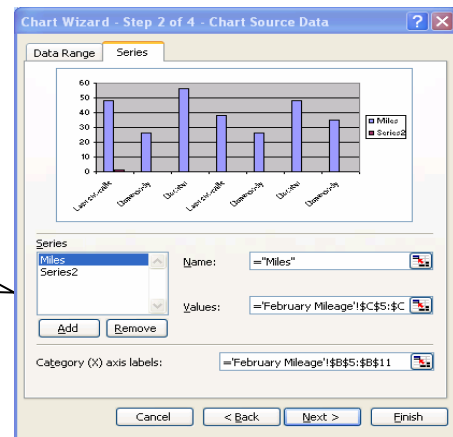 Chart Wizard - Step 2 of 4 - Chart Source Data
Data Range Series
60
50
40
30
20
10
0
Miles
Series2
Series
Miles
Series2
Name: ="Miles"
Values: ='February Mileage'!$C$5:$C
Add Remove
Category (X) axis labels: ='February Mileage'!$B$5:$B$11
Cancel < Back Next > Finish